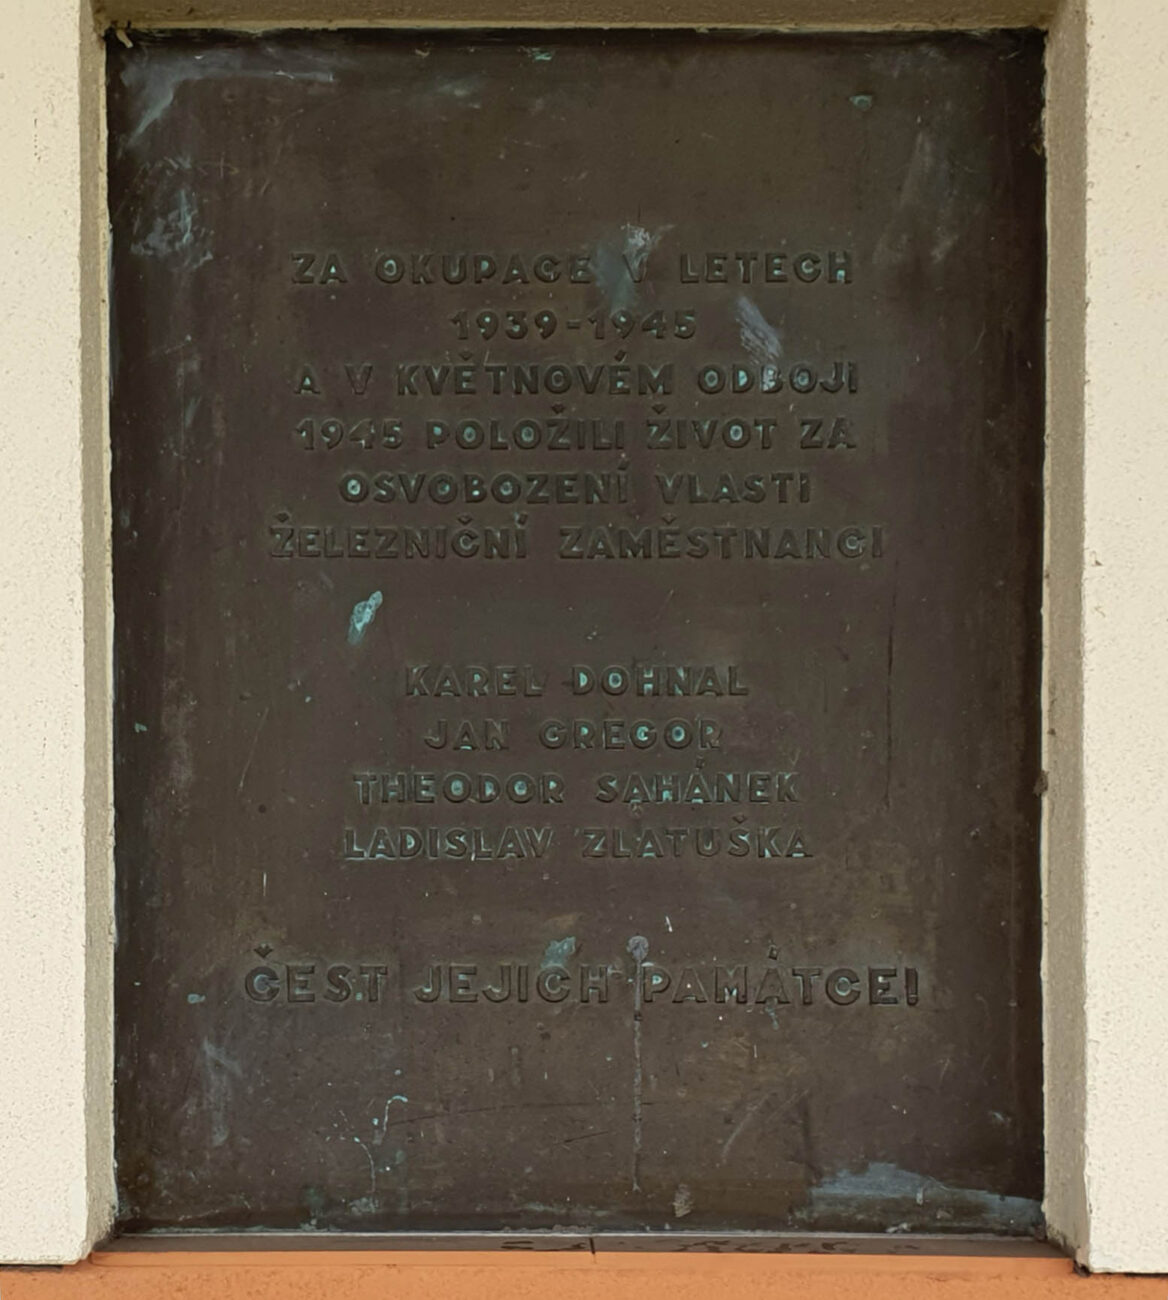 ZA OKUPACE V LETECH
1939-1945
A V KVĚTNOVÉM ODBOJI
1945 POLOŽILI ŽIVOT ZA
OSVOBOZENÍ VLASTI
ŽELEZNIČNÍ ZAMĚSTNANCI
KAREL DOHNAL
JAN GREGOR
THEODOR SAHÁNEK
LADISLAV ZLATUŠKA
ČEST JEJICH PAMÁTCE!